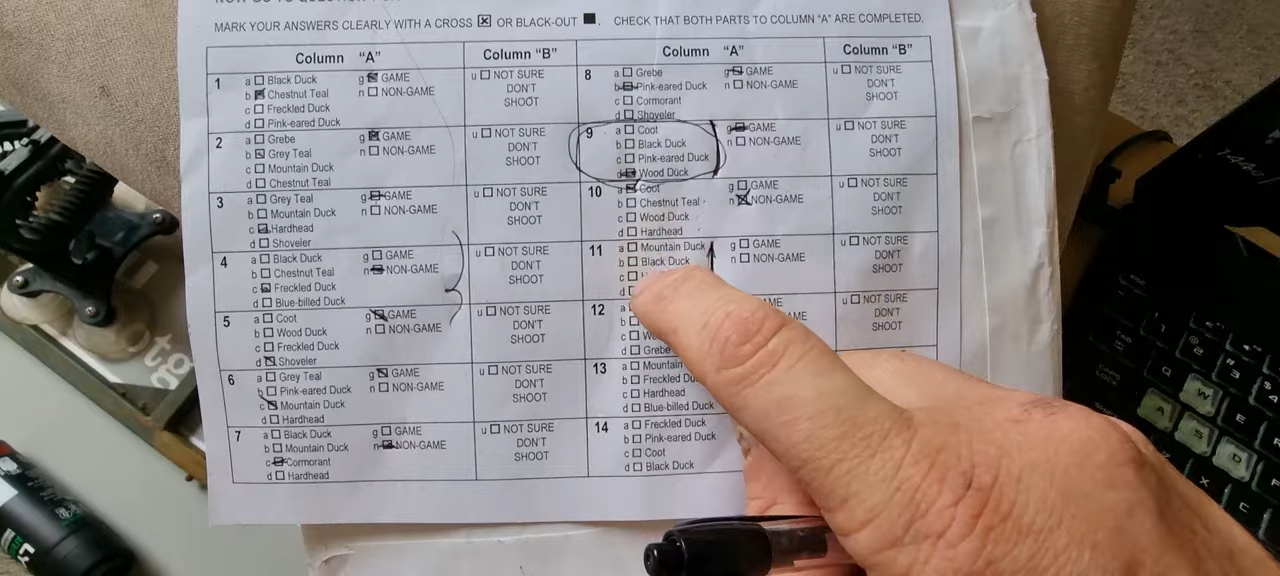 MARK YOUR ANSWERS CLEARLY WITH A CROSS ☒ OR BLACK-OUT ■. CHECK THAT BOTH PARTS TO COLUMN "A" ARE COMPLETED.
Column "A" Column "B" Column "A" Column "B"
1 a Black Duck g GAME u NOT SURE
b Chestnut Teal n NON-GAME DON'T
c Freckled Duck SHOOT
d Pink-eared Duck
2 a Grebe g GAME u NOT SURE
b Grey Teal n NON-GAME DON'T
c Mountain Duck SHOOT
d Chestnut Teal
3 a Grey Teal g GAME u NOT SURE
b Mountain Duck n NON-GAME DON'T
c Hardhead SHOOT
d Shoveler
4 a Black Duck g GAME u NOT SURE
b Chestnut Teal n NON-GAME DON'T
c Freckled Duck SHOOT
d Blue-billed Duck
5 a Coot g GAME u NOT SURE
b Wood Duck n NON-GAME DON'T
c Freckled Duck SHOOT
d Shoveler
6 a Grey Teal g GAME u NOT SURE
Pink-eared Duck n NON-GAME DON'T
c Mountain Duck SHOOT
d Hardhead
7 a Black Duck g GAME u NOT SURE
b Mountain Duck n NON-GAME DON'T
c Cormorant SHOOT
d Hardhead
8 a Grebe g GAME u NOT SURE
b Pink-eared Duck n NON-GAME DON'T
c Cormorant SHOOT
d Shoveler
9 a Coot g GAME u NOT SURE
b Black Duck n NON-GAME DON'T
c Pink-eared Duck SHOOT
d Wood Duck
10 a Coot g GAME u NOT SURE
b Chestnut Teal n NON-GAME DON'T
c Wood Duck SHOOT
d Hardhead
11 a Mountain Duck g GAME u NOT SURE
b Black Duck n NON-GAME DON'T
c SHOOT
d
12 a u NOT SURE
b DON'T
c SHOOT
d Grebe
13 a Mountain
b Freckled
c Hardhead
d Blue-billed Duck
14 a Freckled Duck
b Pink-eared Duck
c Coot
d Black Duck